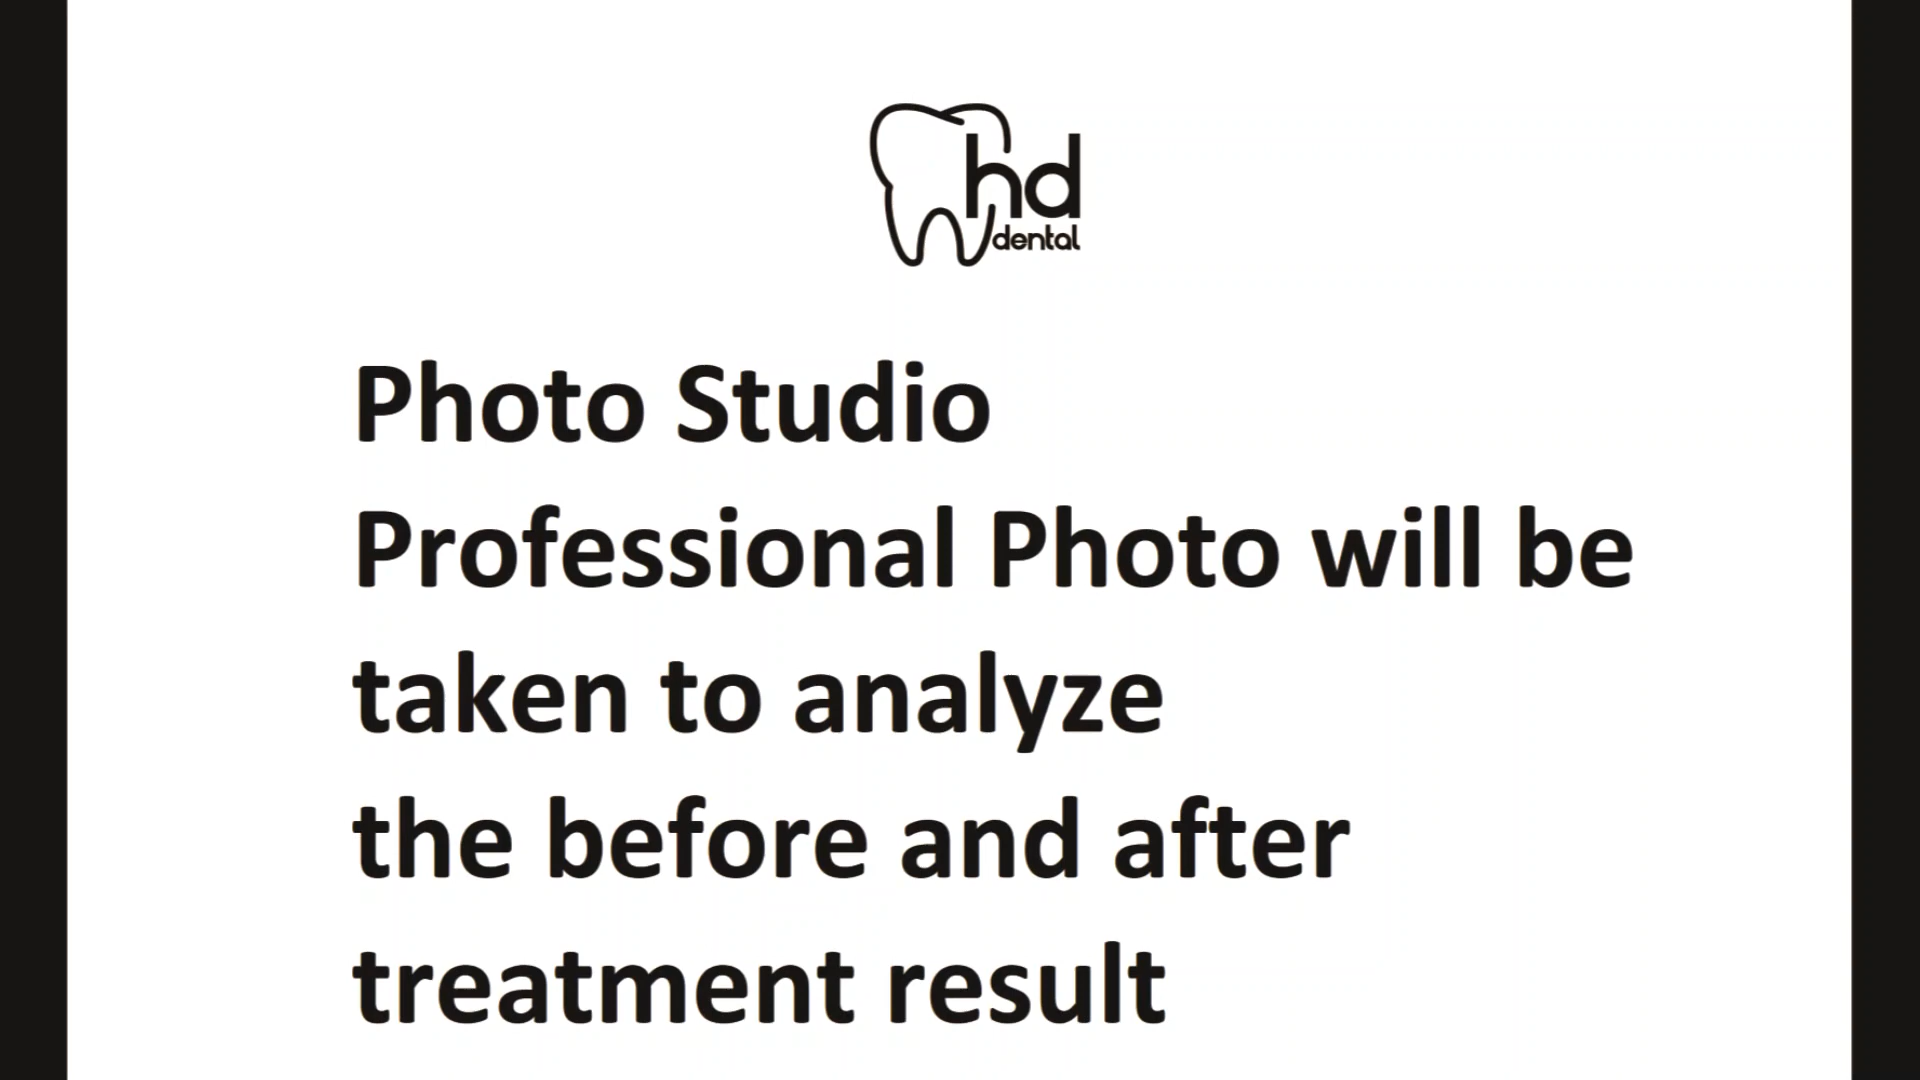 hd
dental
Photo Studio
Professional Photo will be
taken to analyze
the before and after
treatment result